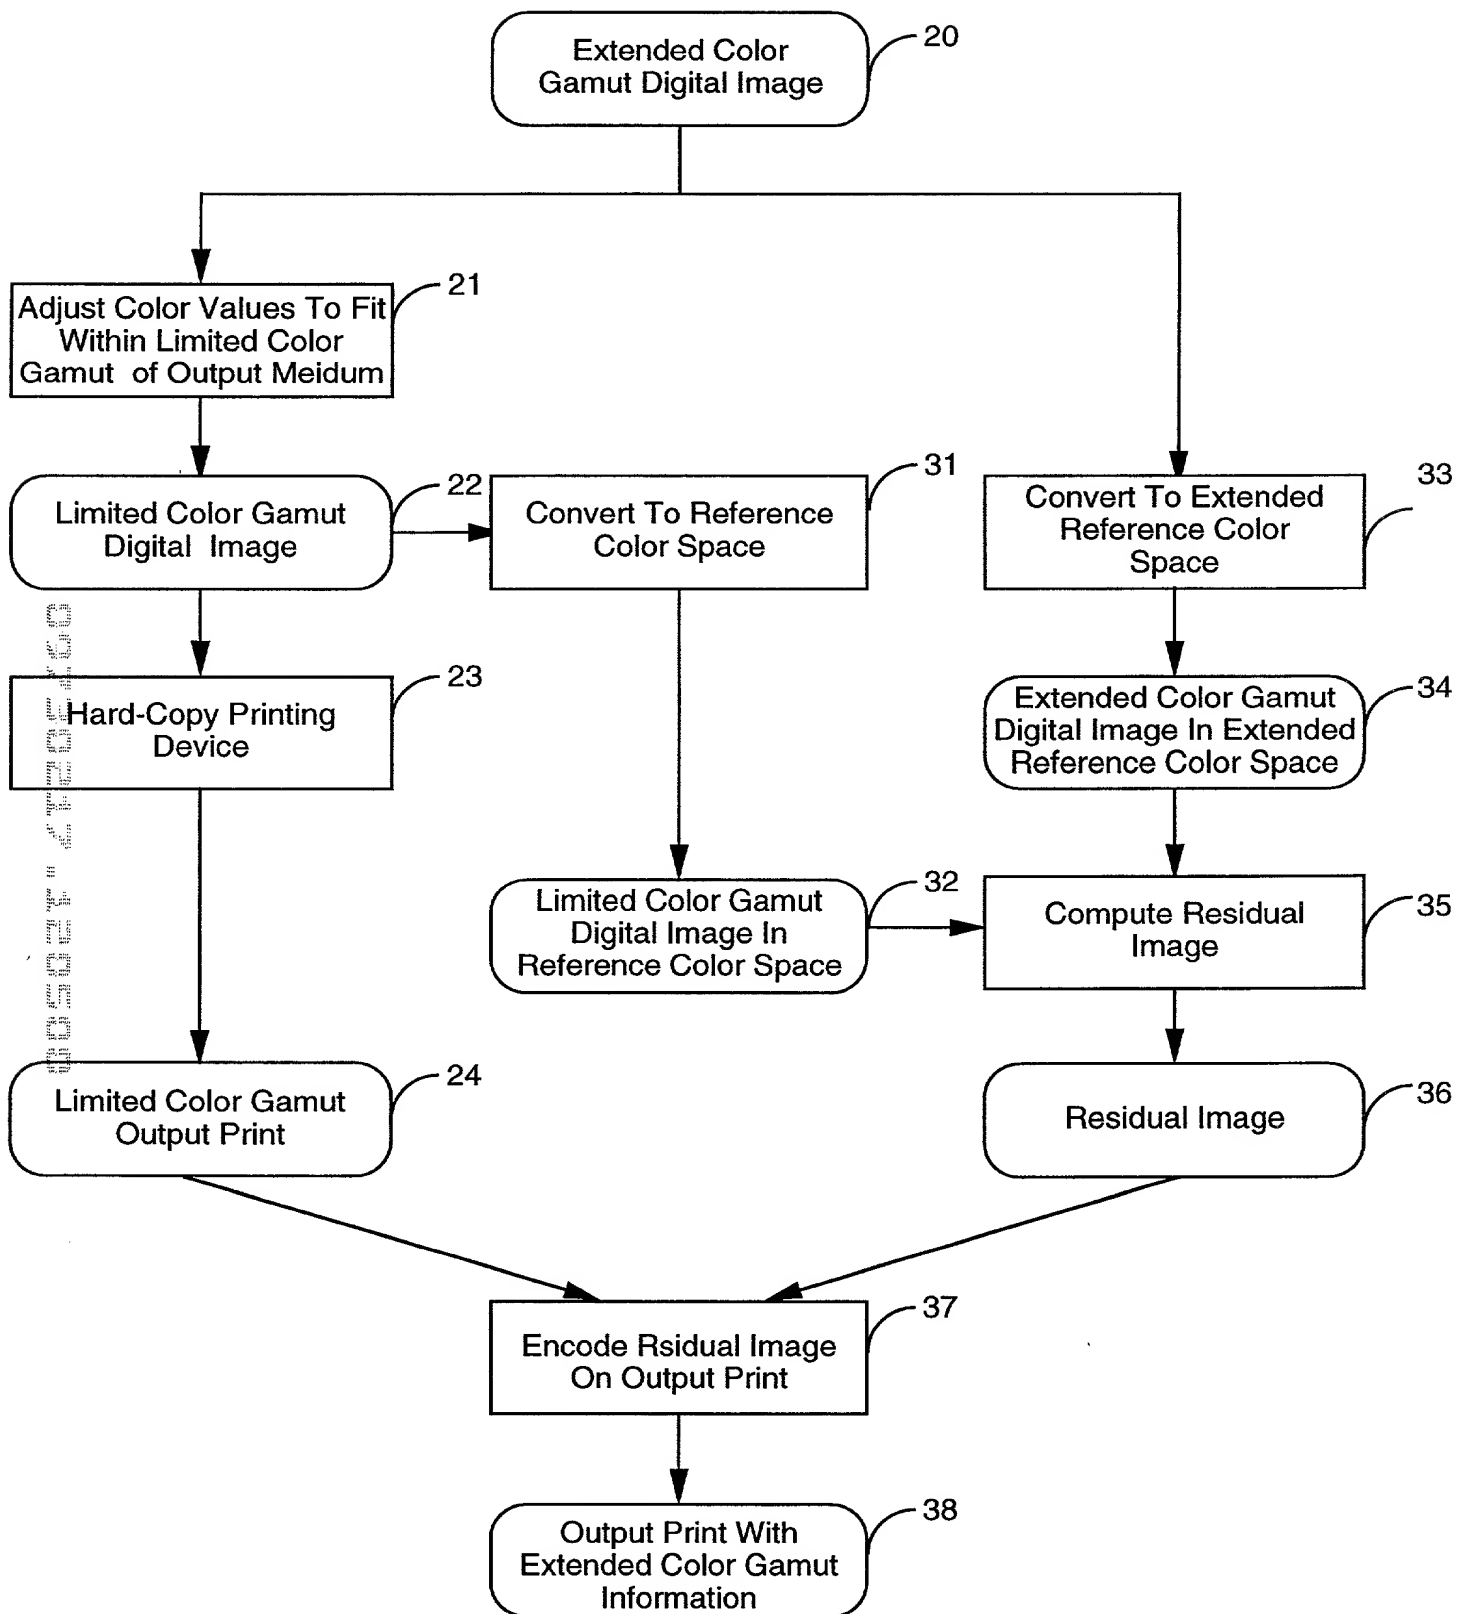 Extended Color
Gamut Digital Image
20
Adjust Color Values To Fit
Within Limited Color
Gamut of Output Meidum
21
Limited Color Gamut
Digital Image
22
Convert To Reference
Color Space
31
Convert To Extended
Reference Color
Space
33
Hard-Copy Printing
Device
23
Extended Color Gamut
Digital Image In Extended
Reference Color Space
34
Limited Color Gamut
Digital Image In
Reference Color Space
32
Compute Residual
Image
35
Limited Color Gamut
Output Print
24
Residual Image
36
Encode Rsidual Image
On Output Print
37
Output Print With
Extended Color Gamut
Information
38